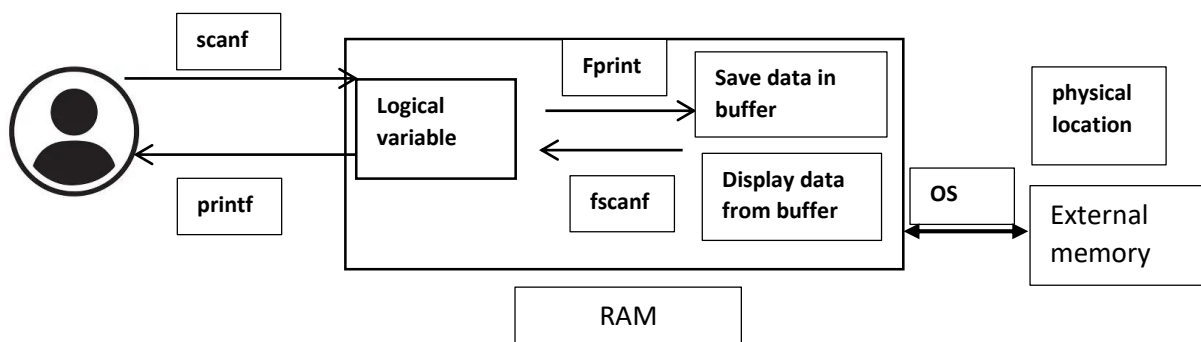 scanf
printf
Logical
variable
Fprint
fscanf
Save data in
buffer
Display data
from buffer
RAM
OS
physical
location
External
memory